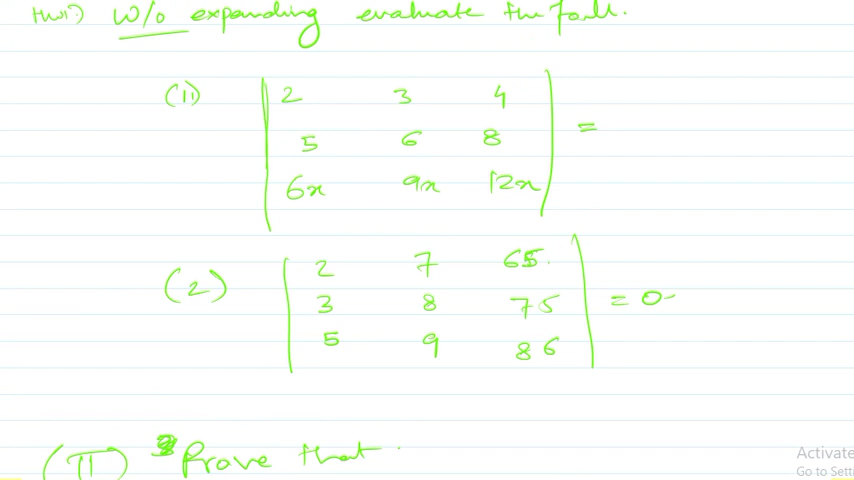 W/o expanding evaluate the foll.
(1) | 2 3 4 |
| 5 6 8 | =
| 6x 9x 12x |
(2) | 2 7 65 |
| 3 8 75 | = 0
| 5 9 86 |
(II) Prove that
Activate
Go to Setti